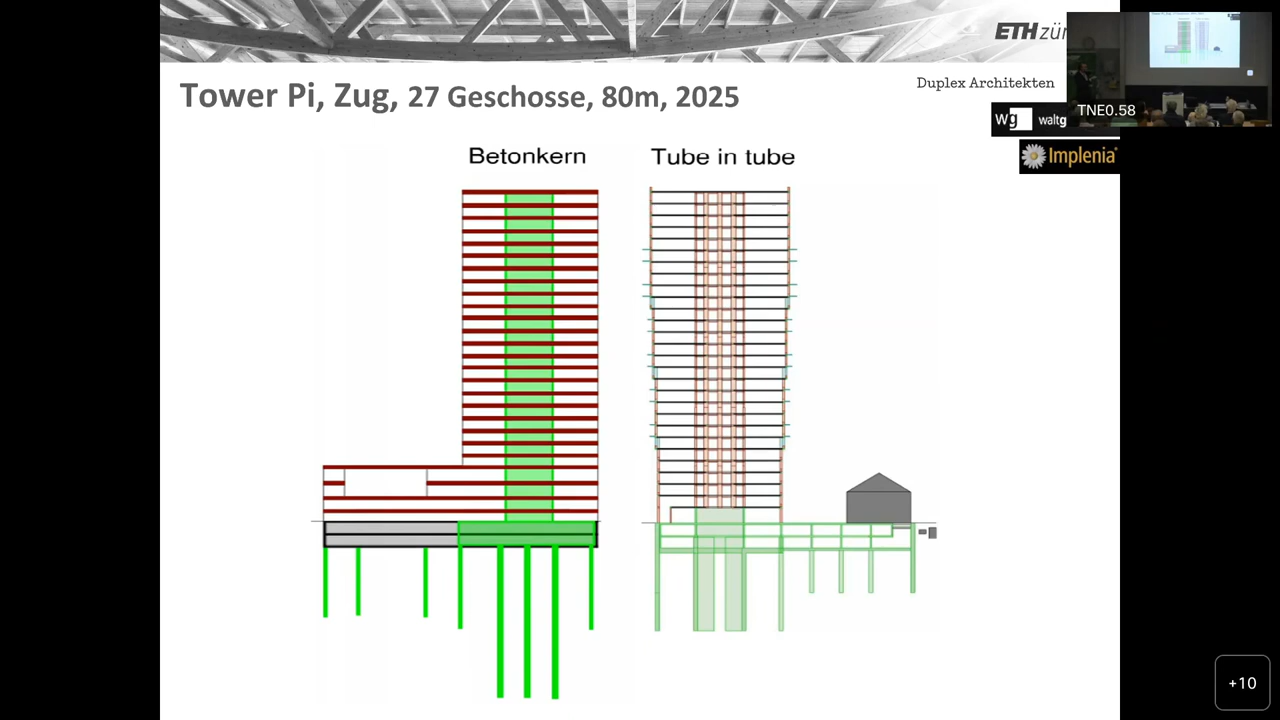 ETH zür
Duplex Architekten
Tower Pi, Zug, 27 Geschosse, 80m, 2025
wg waltg
TNE0.58
Implenia
Betonkern
Tube in tube
+10